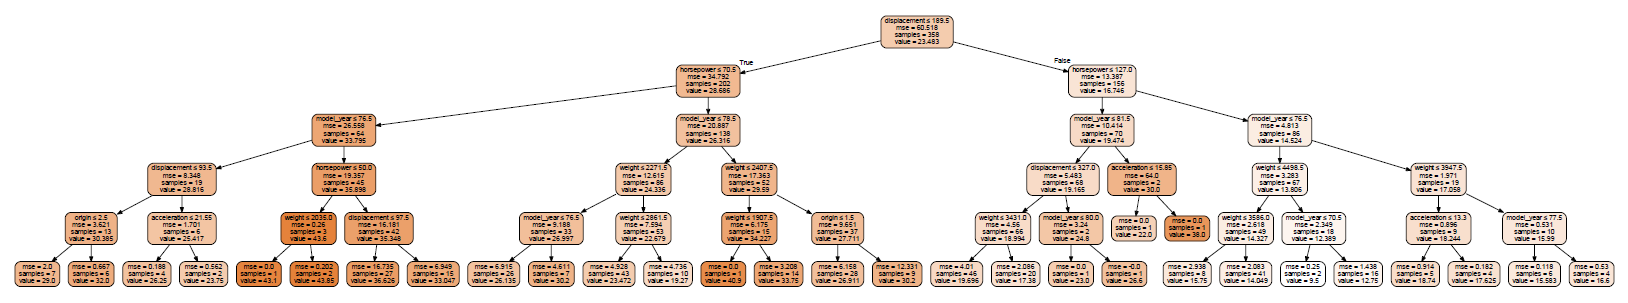 displacement ≤ 189.5
mse = 60.518
samples = 358
value = 23.483
True
False
horsepower ≤ 70.5
mse = 34.792
samples = 202
value = 28.686
horsepower ≤ 127.0
mse = 13.387
samples = 156
value = 16.746
model_year ≤ 76.5
mse = 26.558
samples = 64
value = 33.795
model_year ≤ 78.5
mse = 20.887
samples = 138
value = 26.316
model_year ≤ 81.5
mse = 10.414
samples = 70
value = 19.474
model_year ≤ 76.5
mse = 4.813
samples = 86
value = 14.524
displacement ≤ 93.5
mse = 8.348
samples = 19
value = 28.816
horsepower ≤ 50.0
mse = 19.357
samples = 45
value = 35.898
weight ≤ 2271.5
mse = 12.615
samples = 86
value = 24.336
weight ≤ 2407.5
mse = 17.363
samples = 52
value = 29.59
displacement ≤ 327.0
mse = 5.483
samples = 68
value = 19.165
acceleration ≤ 15.85
mse = 64.0
samples = 2
value = 30.0
weight ≤ 4498.5
mse = 3.283
samples = 67
value = 13.806
weight ≤ 3947.5
mse = 1.971
samples = 19
value = 17.058
origin ≤ 2.5
mse = 3.621
samples = 13
value = 30.385
acceleration ≤ 21.55
mse = 1.701
samples = 6
value = 25.417
weight ≤ 2035.0
mse = 0.26
samples = 3
value = 43.6
displacement ≤ 97.5
mse = 16.181
samples = 42
value = 35.348
model_year ≤ 76.5
mse = 9.188
samples = 33
value = 26.997
weight ≤ 2861.5
mse = 7.594
samples = 53
value = 22.679
weight ≤ 1907.5
mse = 6.175
samples = 15
value = 34.227
origin ≤ 1.5
mse = 9.651
samples = 37
value = 27.711
weight ≤ 3431.0
mse = 4.56
samples = 66
value = 18.994
model_year ≤ 80.0
mse = 3.24
samples = 2
value = 24.8
mse = 0.0
samples = 1
value = 22.0
mse = 0.0
samples = 1
value = 38.0
weight ≤ 3586.0
mse = 2.618
samples = 49
value = 14.327
model_year ≤ 70.5
mse = 2.349
samples = 18
value = 12.389
acceleration ≤ 13.3
mse = 0.896
samples = 9
value = 18.244
model_year ≤ 77.5
mse = 0.531
samples = 10
value = 15.99
mse = 2.0
samples = 7
value = 29.0
mse = 0.667
samples = 6
value = 32.0
mse = 0.188
samples = 4
value = 26.25
mse = 0.562
samples = 2
value = 23.75
mse = 0.0
samples = 1
value = 43.1
mse = 0.202
samples = 2
value = 43.85
mse = 16.735
samples = 27
value = 36.626
mse = 6.949
samples = 15
value = 33.047
mse = 6.915
samples = 26
value = 26.135
mse = 4.611
samples = 7
value = 30.2
mse = 4.928
samples = 43
value = 23.472
mse = 4.736
samples = 10
value = 19.27
mse = 0.0
samples = 1
value = 40.9
mse = 3.208
samples = 14
value = 33.75
mse = 6.158
samples = 28
value = 26.911
mse = 12.331
samples = 9
value = 30.2
mse = 4.01
samples = 46
value = 19.696
mse = 2.086
samples = 20
value = 17.38
mse = 0.0
samples = 1
value = 23.0
mse = -0.0
samples = 1
value = 26.6
mse = 2.938
samples = 8
value = 15.75
mse = 2.083
samples = 41
value = 14.049
mse = 0.25
samples = 2
value = 9.5
mse = 1.438
samples = 16
value = 12.75
mse = 0.914
samples = 5
value = 18.74
mse = 0.182
samples = 4
value = 17.625
mse = 0.118
samples = 6
value = 15.583
mse = 0.53
samples = 4
value = 16.6